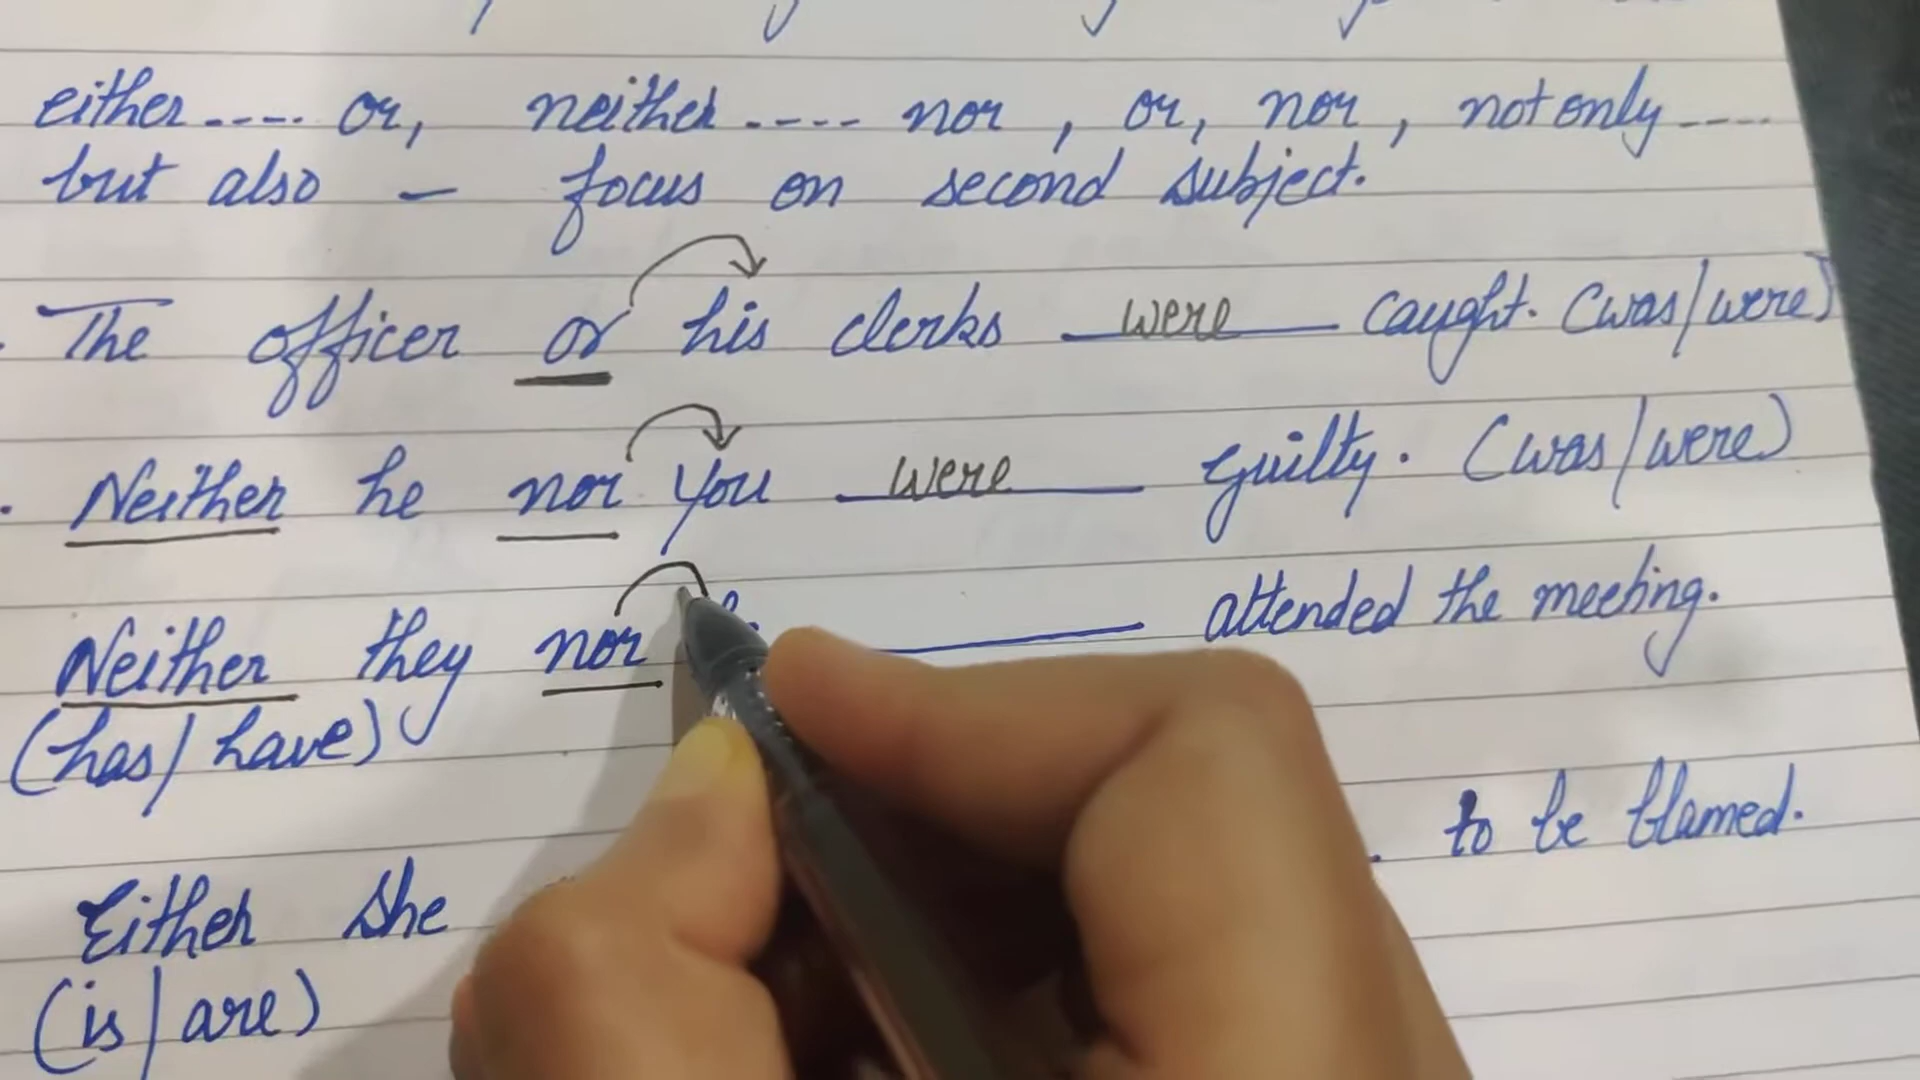 either ---- or, neither ---- nor, or, nor, not only ----
but also - focus on second subject.
The officer or his clerks were caught. (was/were)
Neither he nor you were guilty. (was/were)
Neither they nor attended the meeting.
(has/have)
Either she to be blamed.
(is/are)